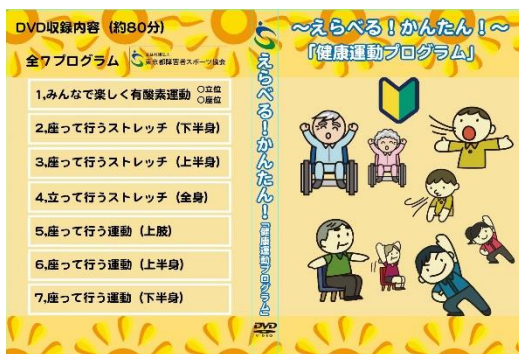 DVD収録内容（約80分）
全7プログラム
公益社団法人
東京都障害者スポーツ協会
1,みんなで楽しく有酸素運動 ○立位
○座位
2,座って行うストレッチ（下半身）
3,座って行うストレッチ（上半身）
4,立って行うストレッチ（全身）
5,座って行う運動（上肢）
6,座って行う運動（上半身）
7,座って行う運動（下半身）
えらべる！かんたん！「健康運動プログラム」
DVD
VIDEO
～えらべる！かんたん！～
「健康運動プログラム」